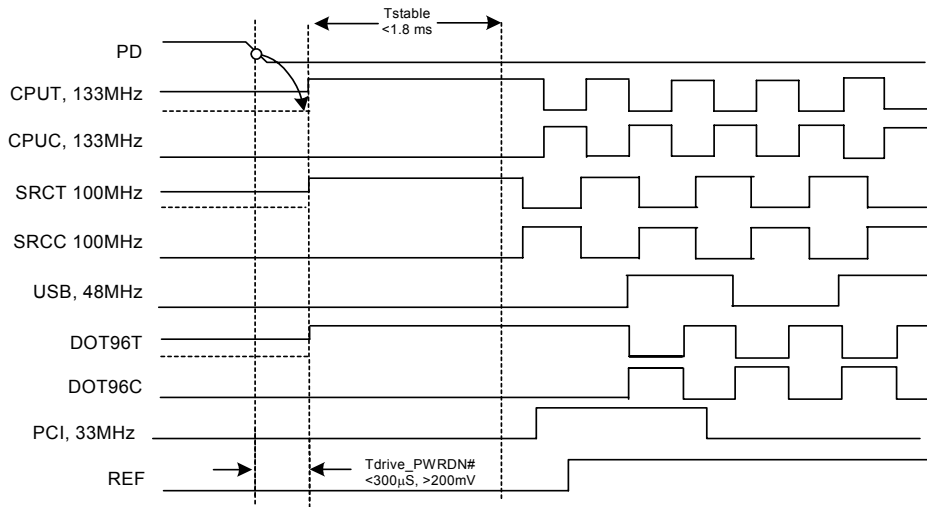 Tstable
<1.8 ms
PD
CPUT, 133MHz
CPUC, 133MHz
SRCT 100MHz
SRCC 100MHz
USB, 48MHz
DOT96T
DOT96C
PCI, 33MHz
Tdrive_PWRDN#
<300μS, >200mV
REF